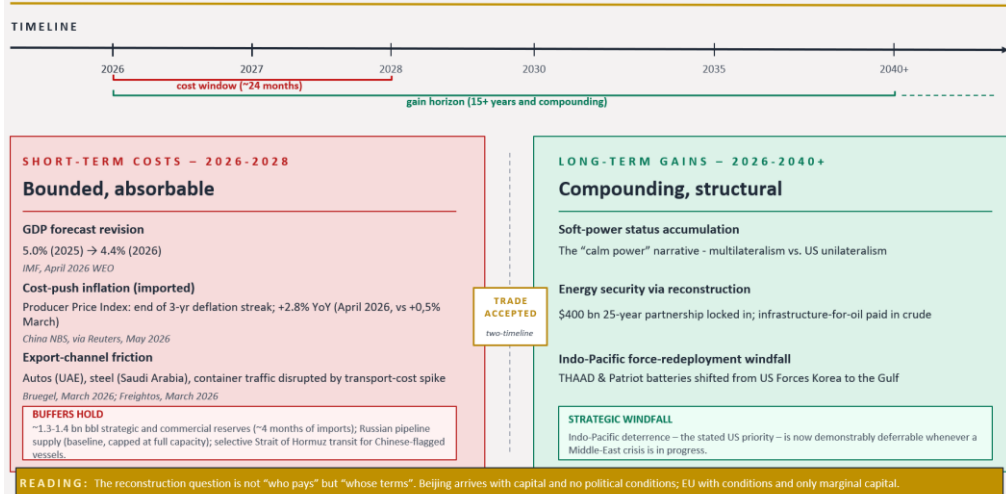 TIMELINE
2026 2027 2028 2030 2035 2040+
cost window (~24 months)
gain horizon (15+ years and compounding)
SHORT-TERM COSTS – 2026-2028
Bounded, absorbable
GDP forecast revision
5.0% (2025) → 4.4% (2026)
IMF, April 2026 WEO
Cost-push inflation (imported)
Producer Price Index: end of 3-yr deflation streak; +2.8% YoY (April 2026, vs +0,5%
March)
China NBS, via Reuters, May 2026
Export-channel friction
Autos (UAE), steel (Saudi Arabia), container traffic disrupted by transport-cost spike
Bruegel, March 2026; Freightos, March 2026
BUFFERS HOLD
~1.3-1.4 bn bbl strategic and commercial reserves (~4 months of imports); Russian pipeline
supply (baseline, capped at full capacity); selective Strait of Hormuz transit for Chinese-flagged
vessels.
TRADE
ACCEPTED
two-timeline
LONG-TERM GAINS – 2026-2040+
Compounding, structural
Soft-power status accumulation
The “calm power” narrative - multilateralism vs. US unilateralism
Energy security via reconstruction
$400 bn 25-year partnership locked in; infrastructure-for-oil paid in crude
Indo-Pacific force-redeployment windfall
THAAD & Patriot batteries shifted from US Forces Korea to the Gulf
STRATEGIC WINDFALL
Indo-Pacific deterrence – the stated US priority – is now demonstrably deferrable whenever a
Middle-East crisis is in progress.
READING: The reconstruction question is not “who pays” but “whose terms”. Beijing arrives with capital and no political conditions; EU with conditions and only marginal capital.